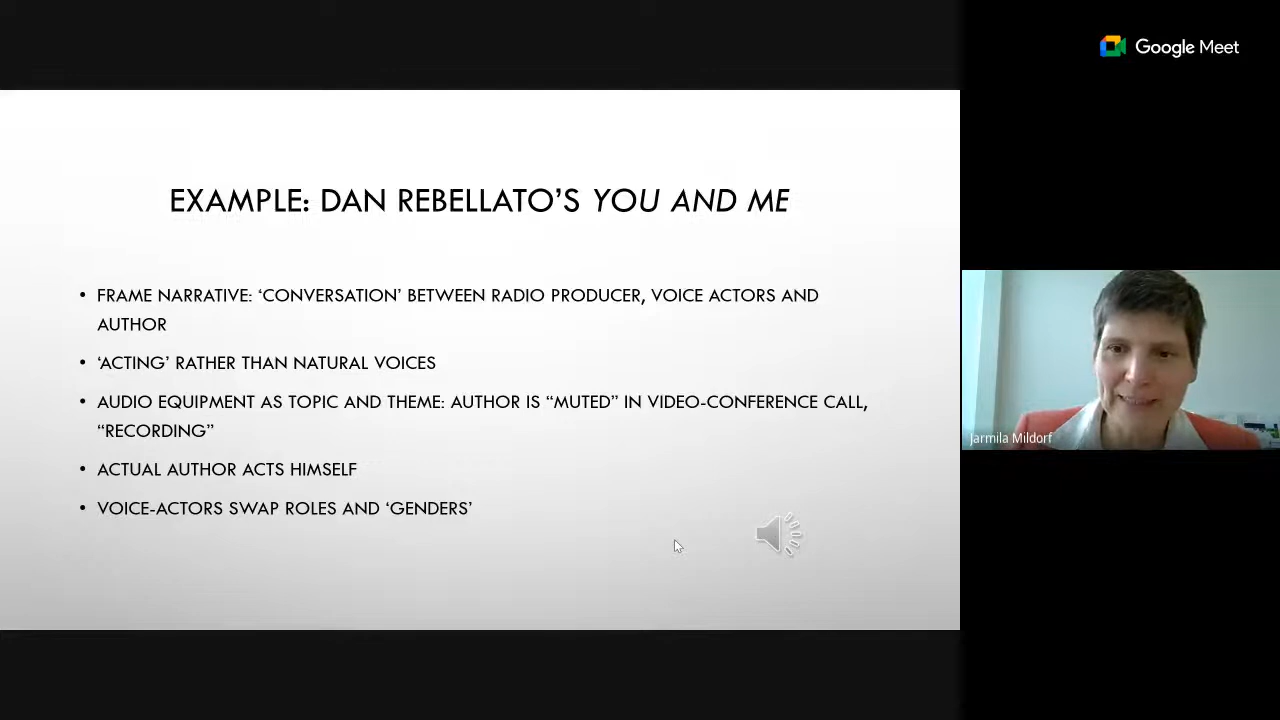 Google Meet
EXAMPLE: DAN REBELLATO’S YOU AND ME
• FRAME NARRATIVE: ‘CONVERSATION’ BETWEEN RADIO PRODUCER, VOICE ACTORS AND
AUTHOR
• ‘ACTING’ RATHER THAN NATURAL VOICES
• AUDIO EQUIPMENT AS TOPIC AND THEME: AUTHOR IS “MUTED” IN VIDEO-CONFERENCE CALL,
“RECORDING”
• ACTUAL AUTHOR ACTS HIMSELF
• VOICE-ACTORS SWAP ROLES AND ‘GENDERS’
Jarmila Mildorf